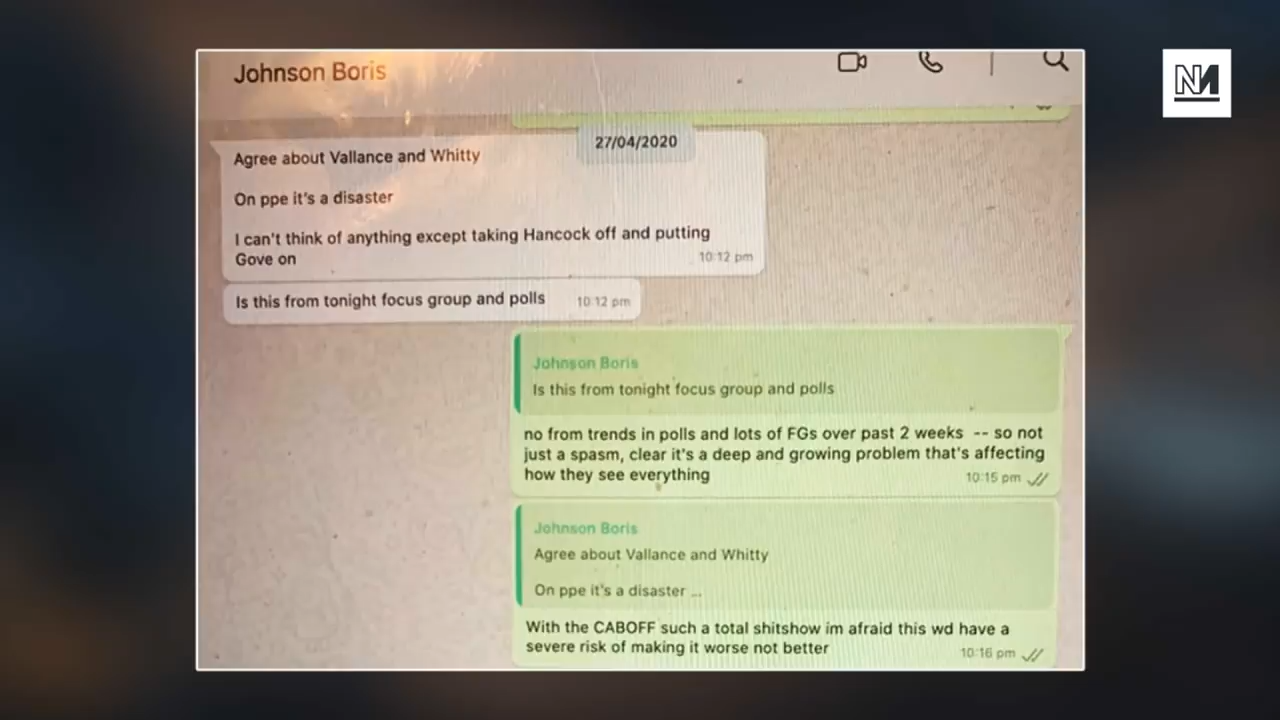 Johnson Boris
NM
27/04/2020
Agree about Vallance and Whitty
On ppe it's a disaster
I can't think of anything except taking Hancock off and putting
Gove on
10:12 pm
Is this from tonight focus group and polls
10:12 pm
Johnson Boris
Is this from tonight focus group and polls
no from trends in polls and lots of FGs over past 2 weeks -- so not
just a spasm, clear it's a deep and growing problem that's affecting
how they see everything
10:15 pm
Johnson Boris
Agree about Vallance and Whitty
On ppe it's a disaster ...
With the CABOFF such a total shitshow im afraid this wd have a
severe risk of making it worse not better
10:16 pm